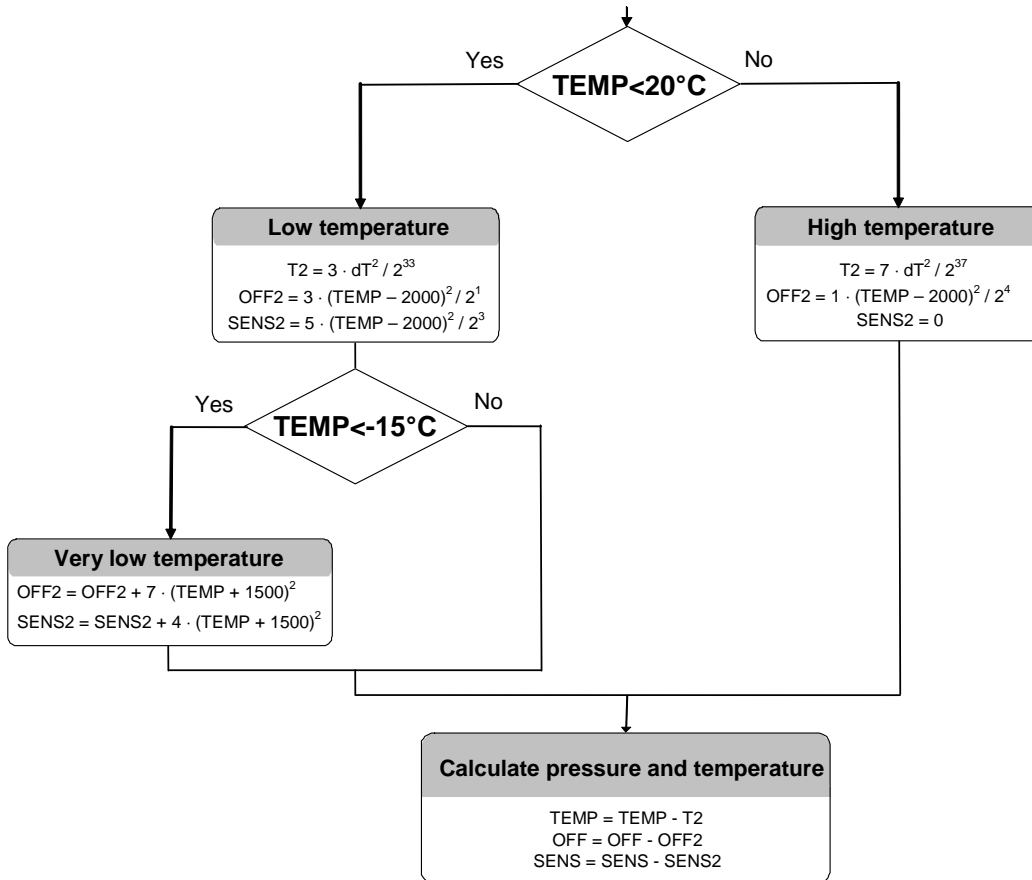 Yes
No
TEMP<20°C
Low temperature
T2 = 3 · dT² / 2³³
OFF2 = 3 · (TEMP – 2000)² / 2¹
SENS2 = 5 · (TEMP – 2000)² / 2³
High temperature
T2 = 7 · dT² / 2³⁷
OFF2 = 1 · (TEMP – 2000)² / 2⁴
SENS2 = 0
Yes
No
TEMP<-15°C
Very low temperature
OFF2 = OFF2 + 7 · (TEMP + 1500)²
SENS2 = SENS2 + 4 · (TEMP + 1500)²
Calculate pressure and temperature
TEMP = TEMP - T2
OFF = OFF - OFF2
SENS = SENS - SENS2